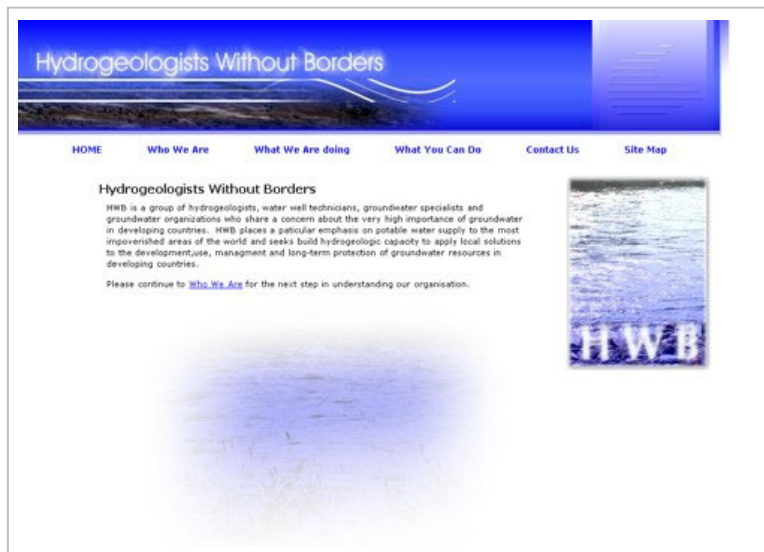 Hydrogeologists Without Borders
HOME Who We Are What We Are doing What You Can Do Contact Us Site Map
Hydrogeologists Without Borders
HWB is a group of hydrogeologists, water well technicians, groundwater specialists and
groundwater organizations who share a concern about the very high importance of groundwater
in developing countries. HWB places a paticular emphasis on potable water supply to the most
impoverished areas of the world and seeks build hydrogeologic capacity to apply local solutions
to the development,use, managment and long-term protection of groundwater resources in
developing countries.
Please continue to Who We Are for the next step in understanding our organisation.
HWB